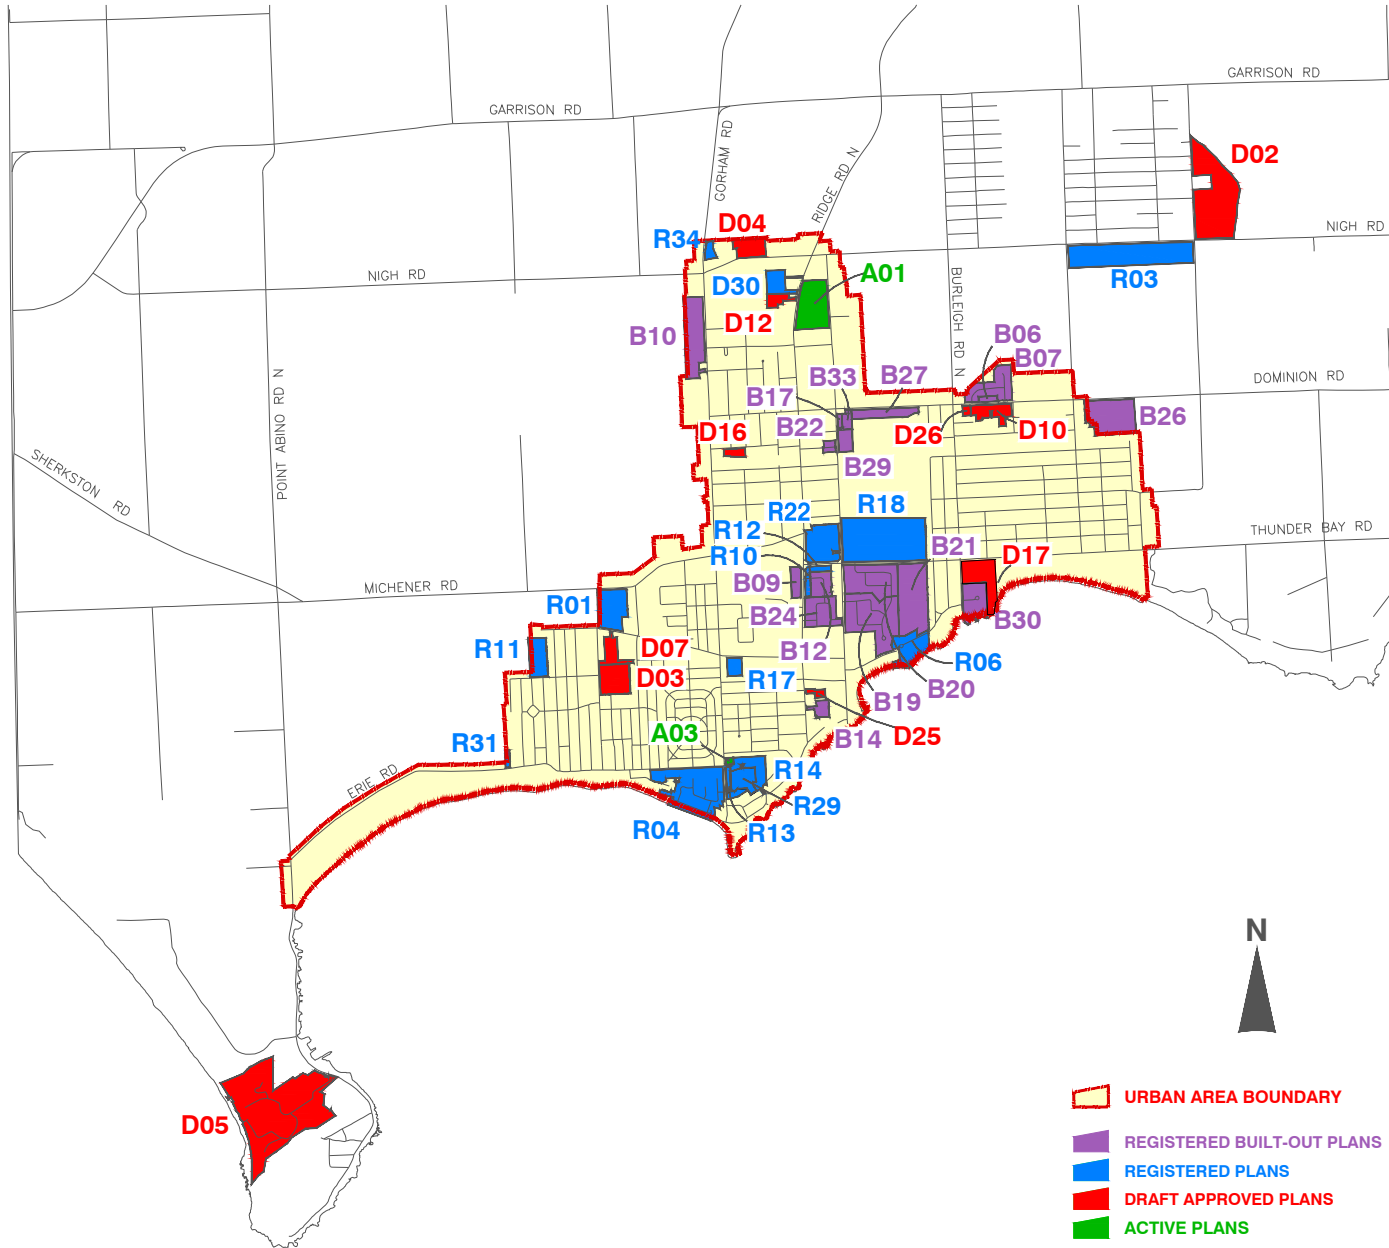 GARRISON RD
GARRISON RD
GORHAM RD
RIDGE RD N
D02
D04
R34
NIGH RD
NIGH RD
D30
A01
R03
D12
B10
BURLEIGH RD N
B06
B07
B33
B27
DOMINION RD
POINT ABINO RD N
B17
B22
D16
D26
D10
B26
B29
SHERKSTON RD
R18
R22
R12
THUNDER BAY RD
R10
B21
D17
B09
MICHENER RD
R01
B24
B30
R11
D07
B12
R06
D03
R17
B20
B19
A03
D25
B14
R31
R14
ERIE RD
R29
R04
R13
N
D05
URBAN AREA BOUNDARY
REGISTERED BUILT-OUT PLANS
REGISTERED PLANS
DRAFT APPROVED PLANS
ACTIVE PLANS